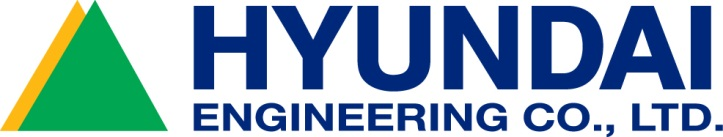 HYUNDAI
ENGINEERING CO., LTD.